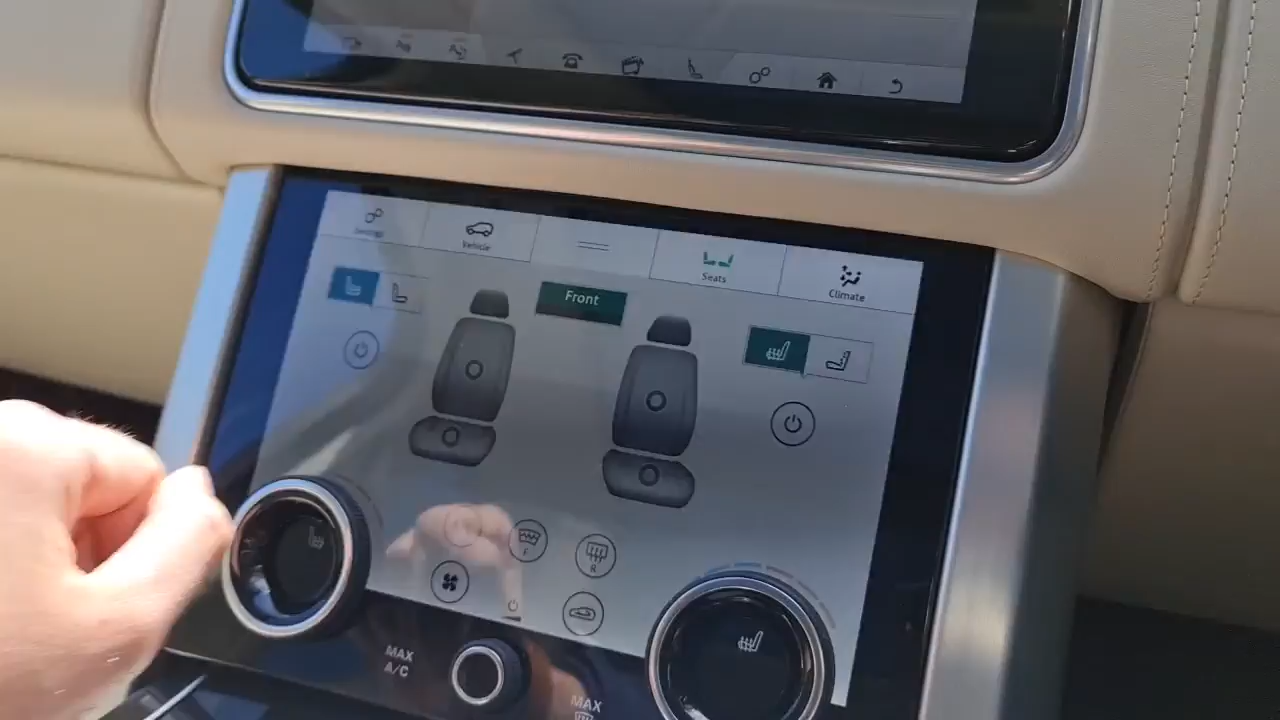 Settings
Vehicle
Seats
Climate
Front
F
R
MAX
A/C
MAX